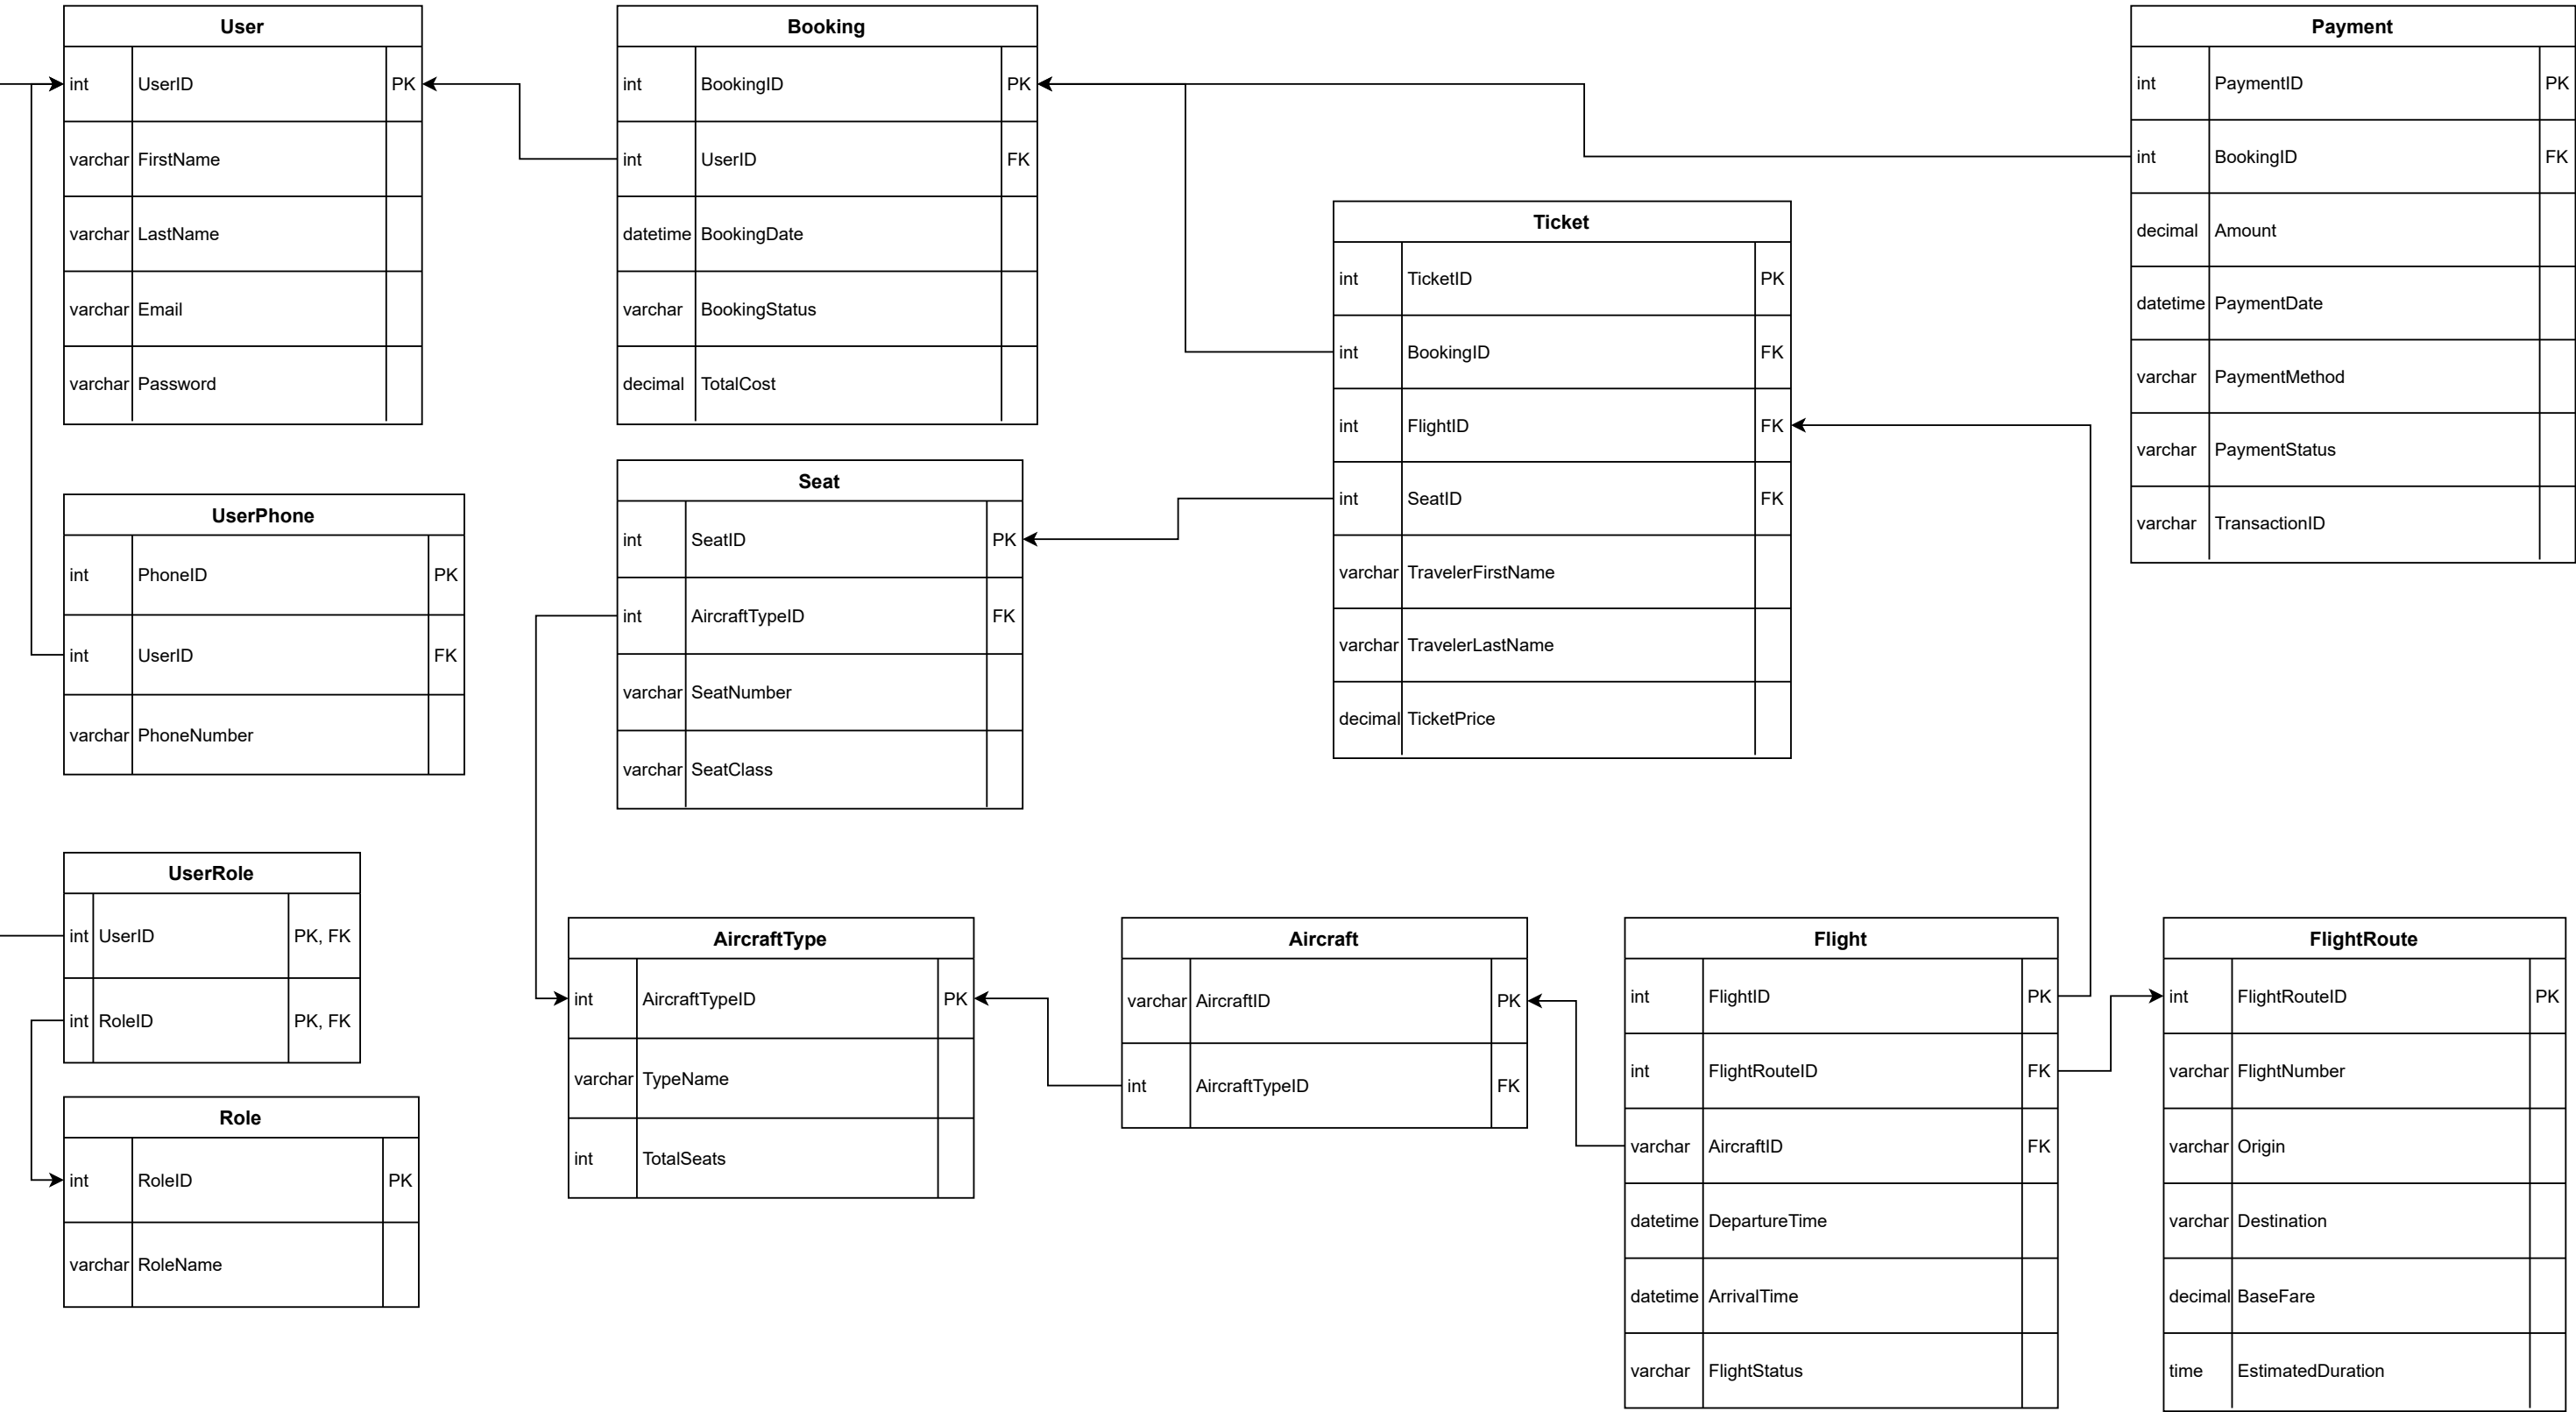 User
int UserID PK
varchar FirstName
varchar LastName
varchar Email
varchar Password
Booking
int BookingID PK
int UserID FK
datetime BookingDate
varchar BookingStatus
decimal TotalCost
Payment
int PaymentID PK
int BookingID FK
decimal Amount
datetime PaymentDate
varchar PaymentMethod
varchar PaymentStatus
varchar TransactionID
Ticket
int TicketID PK
int BookingID FK
int FlightID FK
int SeatID FK
varchar TravelerFirstName
varchar TravelerLastName
decimal TicketPrice
Seat
int SeatID PK
int AircraftTypeID FK
varchar SeatNumber
varchar SeatClass
UserPhone
int PhoneID PK
int UserID FK
varchar PhoneNumber
UserRole
int UserID PK, FK
int RoleID PK, FK
Role
int RoleID PK
varchar RoleName
AircraftType
int AircraftTypeID PK
varchar TypeName
int TotalSeats
Aircraft
varchar AircraftID PK
int AircraftTypeID FK
Flight
int FlightID PK
int FlightRouteID FK
varchar AircraftID FK
datetime DepartureTime
datetime ArrivalTime
varchar FlightStatus
FlightRoute
int FlightRouteID PK
varchar FlightNumber
varchar Origin
varchar Destination
decimal BaseFare
time EstimatedDuration